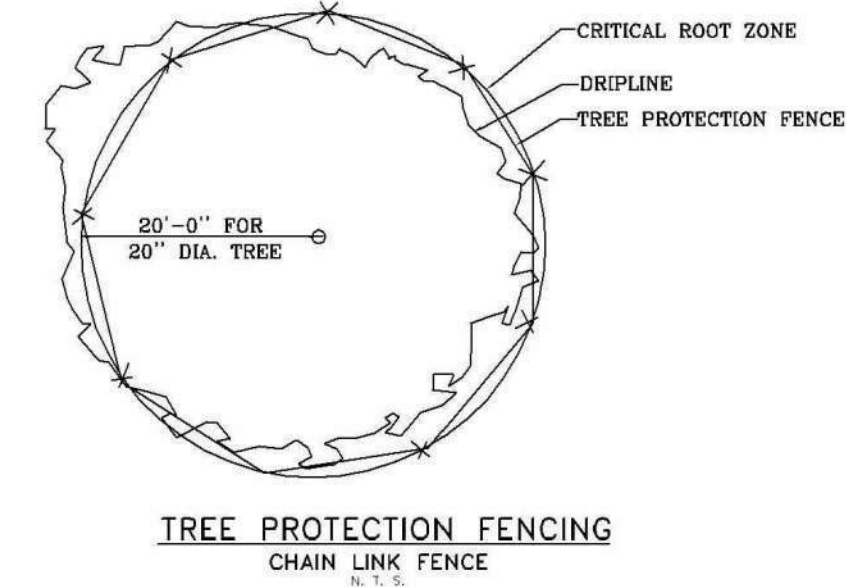 CRITICAL ROOT ZONE
DRIPLINE
TREE PROTECTION FENCE
20'-0" FOR
20" DIA. TREE
TREE PROTECTION FENCING
CHAIN LINK FENCE
N. T. S.